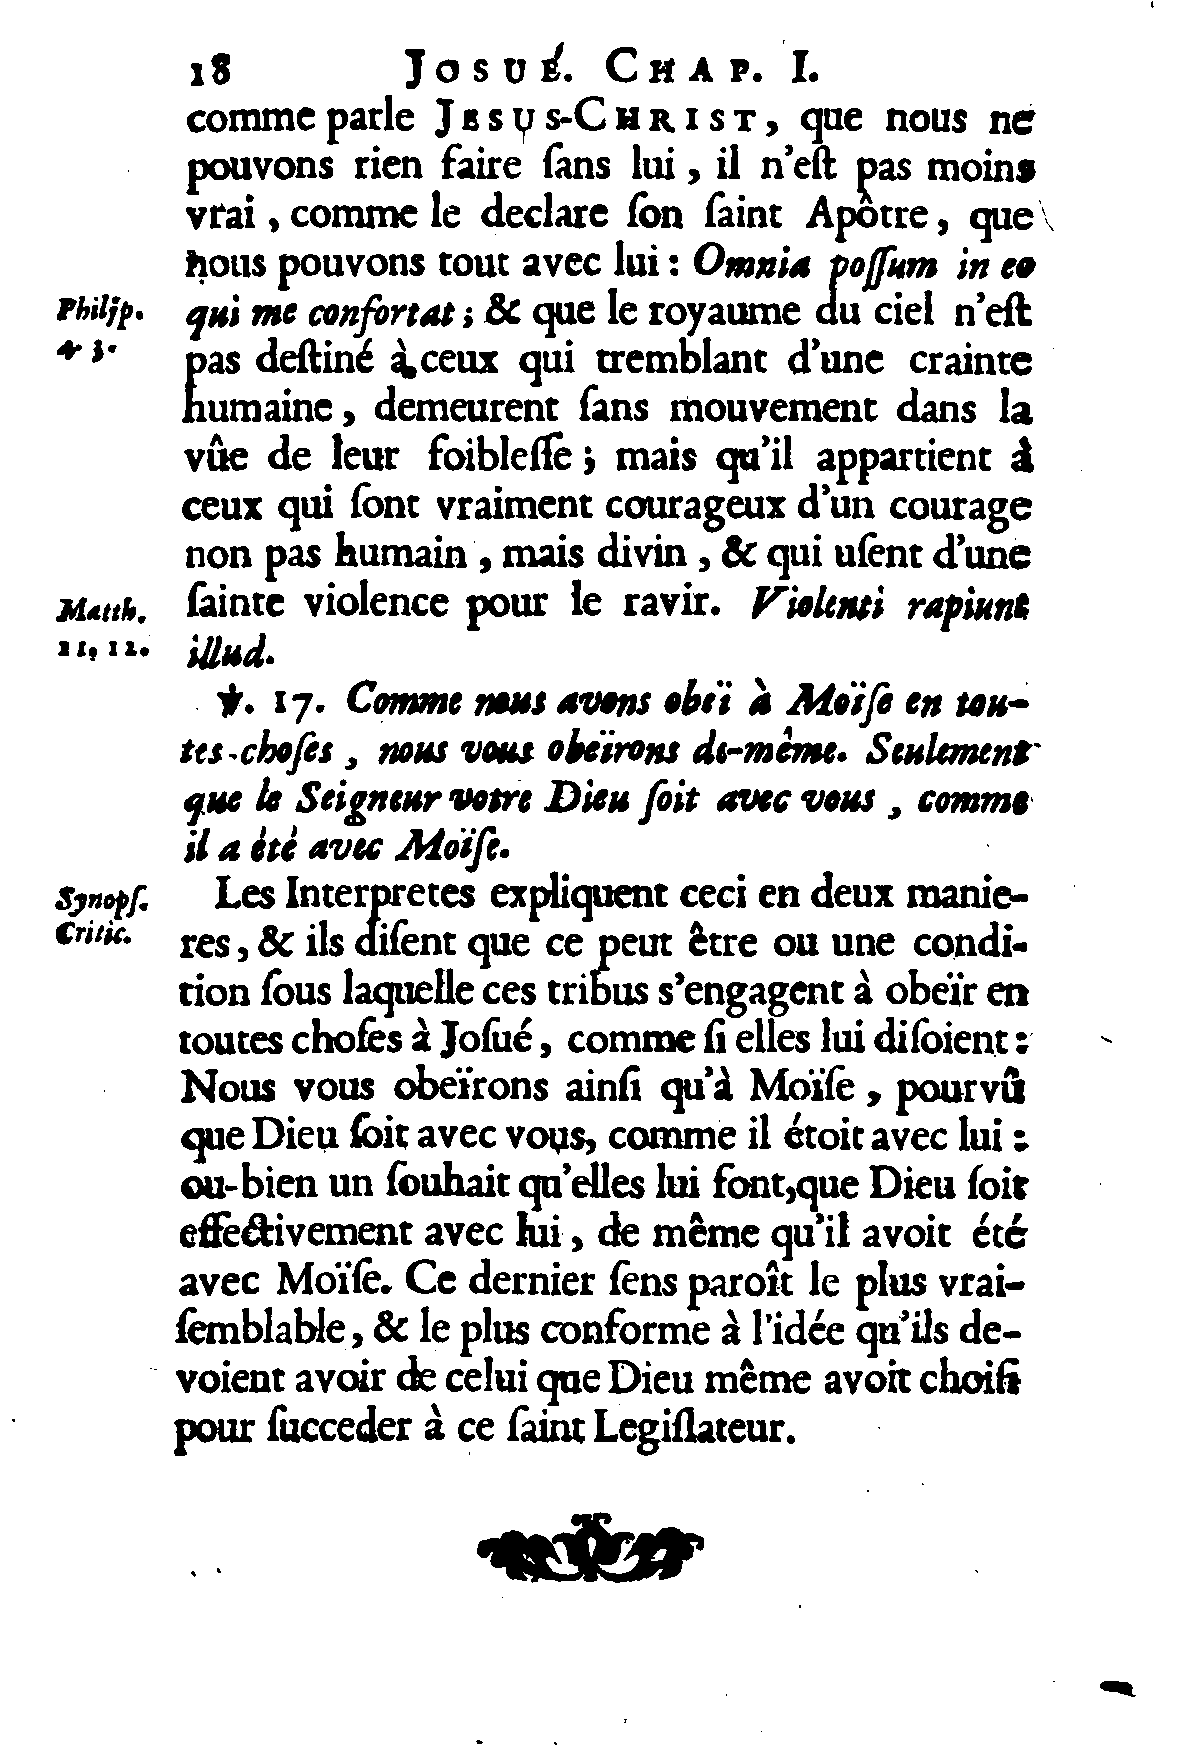 18 JOSUÉ. CHAP. I.
comme parle JESUS-CHRIST, que nous ne
pouvons rien faire ſans lui, il n'eſt pas moins
vrai, comme le declare ſon ſaint Apôtre, que
nous pouvons tout avec lui : Omnia poſſum in eo
Philip. qui me confortat ; & que le royaume du ciel n'eſt
pas deſtiné à ceux qui tremblant d'une crainte
humaine, demeurent ſans mouvement dans la
vûe de leur foibleſſe ; mais qu'il appartient à
ceux qui ſont vraiment courageux d'un courage
non pas humain, mais divin, & qui uſent d'une
Matth. ſainte violence pour le ravir. Violenti rapiunt
11, 12. illud.
℣. 17. Comme nous avons obeï à Moïſe en tou-
tes choſes, nous vous obeïrons de-même. Seulement
que le Seigneur votre Dieu ſoit avec vous, comme
il a été avec Moïſe.
Synopſ. Les Interpretes expliquent ceci en deux manie-
Critic. res, & ils diſent que ce peut être ou une condi-
tion ſous laquelle ces tribus s'engagent à obeïr en
toutes choſes à Joſué, comme ſi elles lui diſoient :
Nous vous obeïrons ainſi qu'à Moïſe, pourvû
que Dieu ſoit avec vous, comme il étoit avec lui :
ou-bien un ſouhait qu'elles lui font, que Dieu ſoit
effectivement avec lui, de même qu'il avoit été
avec Moïſe. Ce dernier ſens paroît le plus vrai-
ſemblable, & le plus conforme à l'idée qu'ils de-
voient avoir de celui que Dieu même avoit choiſi
pour ſucceder à ce ſaint Legiſlateur.